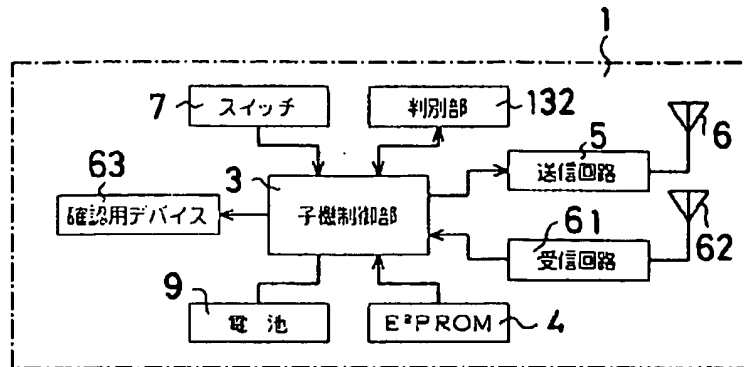 1
7 スイッチ
判別部 132
5
送信回路
6
63
確認用デバイス
3
子機制御部
61
受信回路
62
9
電池
E²PROM 4